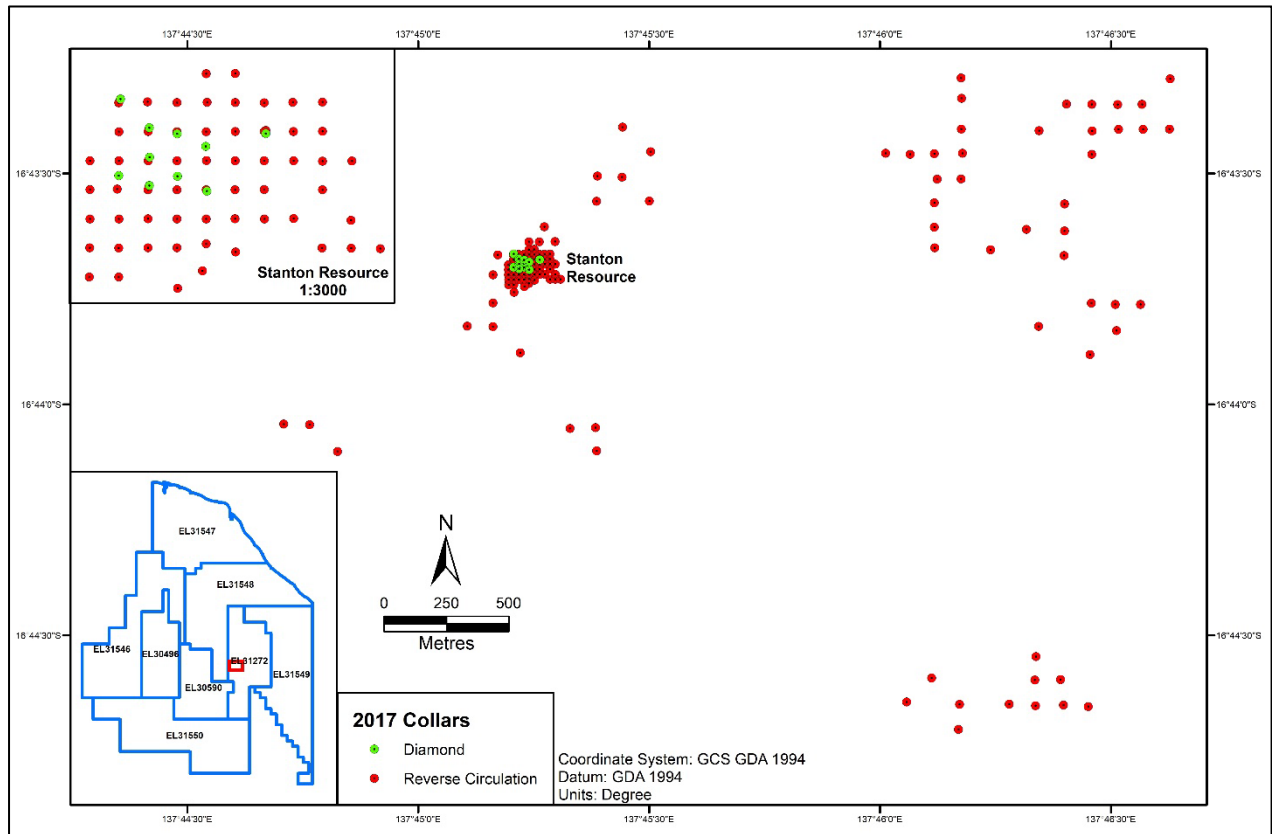 137°44'30"E 137°45'0"E 137°45'30"E 137°46'0"E 137°46'30"E
16°43'30"S 16°43'30"S
Stanton Resource
1:3000
Stanton
Resource
16°44'0"S 16°44'0"S
EL31547
EL31548
EL31546
EL30496
EL31272
EL31549
EL30590
EL31550
N
0 250 500
Metres
16°44'30"S 16°44'30"S
2017 Collars
Diamond
Reverse Circulation
Coordinate System: GCS GDA 1994
Datum: GDA 1994
Units: Degree
137°44'30"E 137°45'0"E 137°45'30"E 137°46'0"E 137°46'30"E